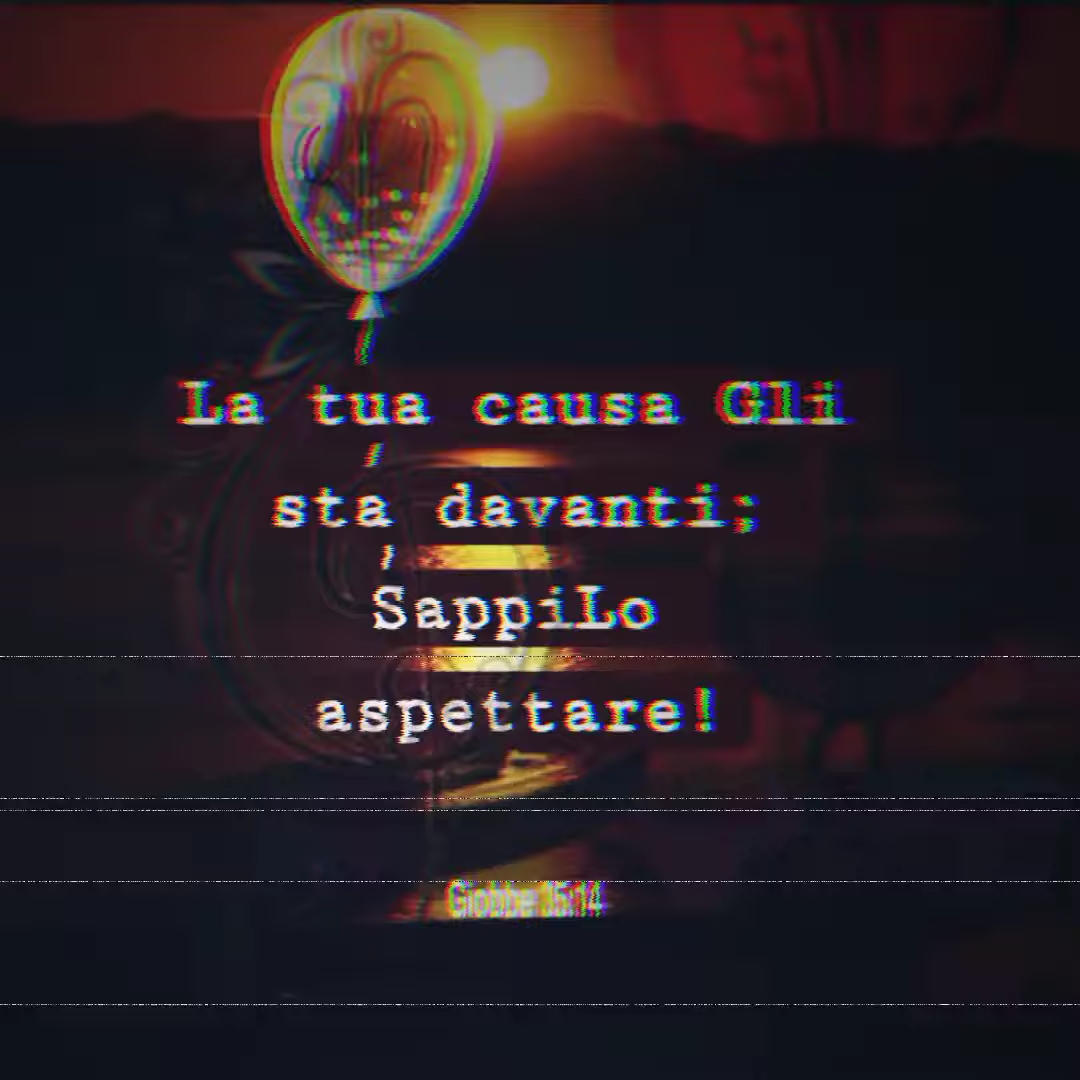 La tua causa Gli
sta davanti;
SappiLo
aspettare!
Giobbe 35:14